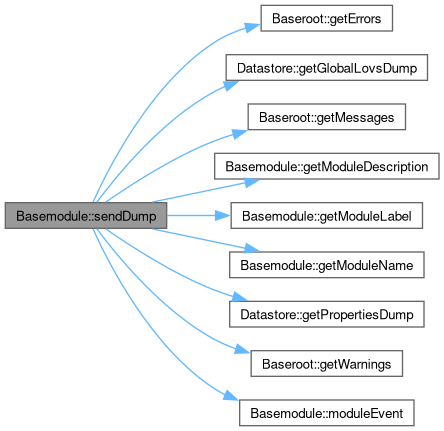 Baseroot::getErrors
Datastore::getGlobalLovsDump
Baseroot::getMessages
Basemodule::getModuleDescription
Basemodule::sendDump
Basemodule::getModuleLabel
Basemodule::getModuleName
Datastore::getPropertiesDump
Baseroot::getWarnings
Basemodule::moduleEvent